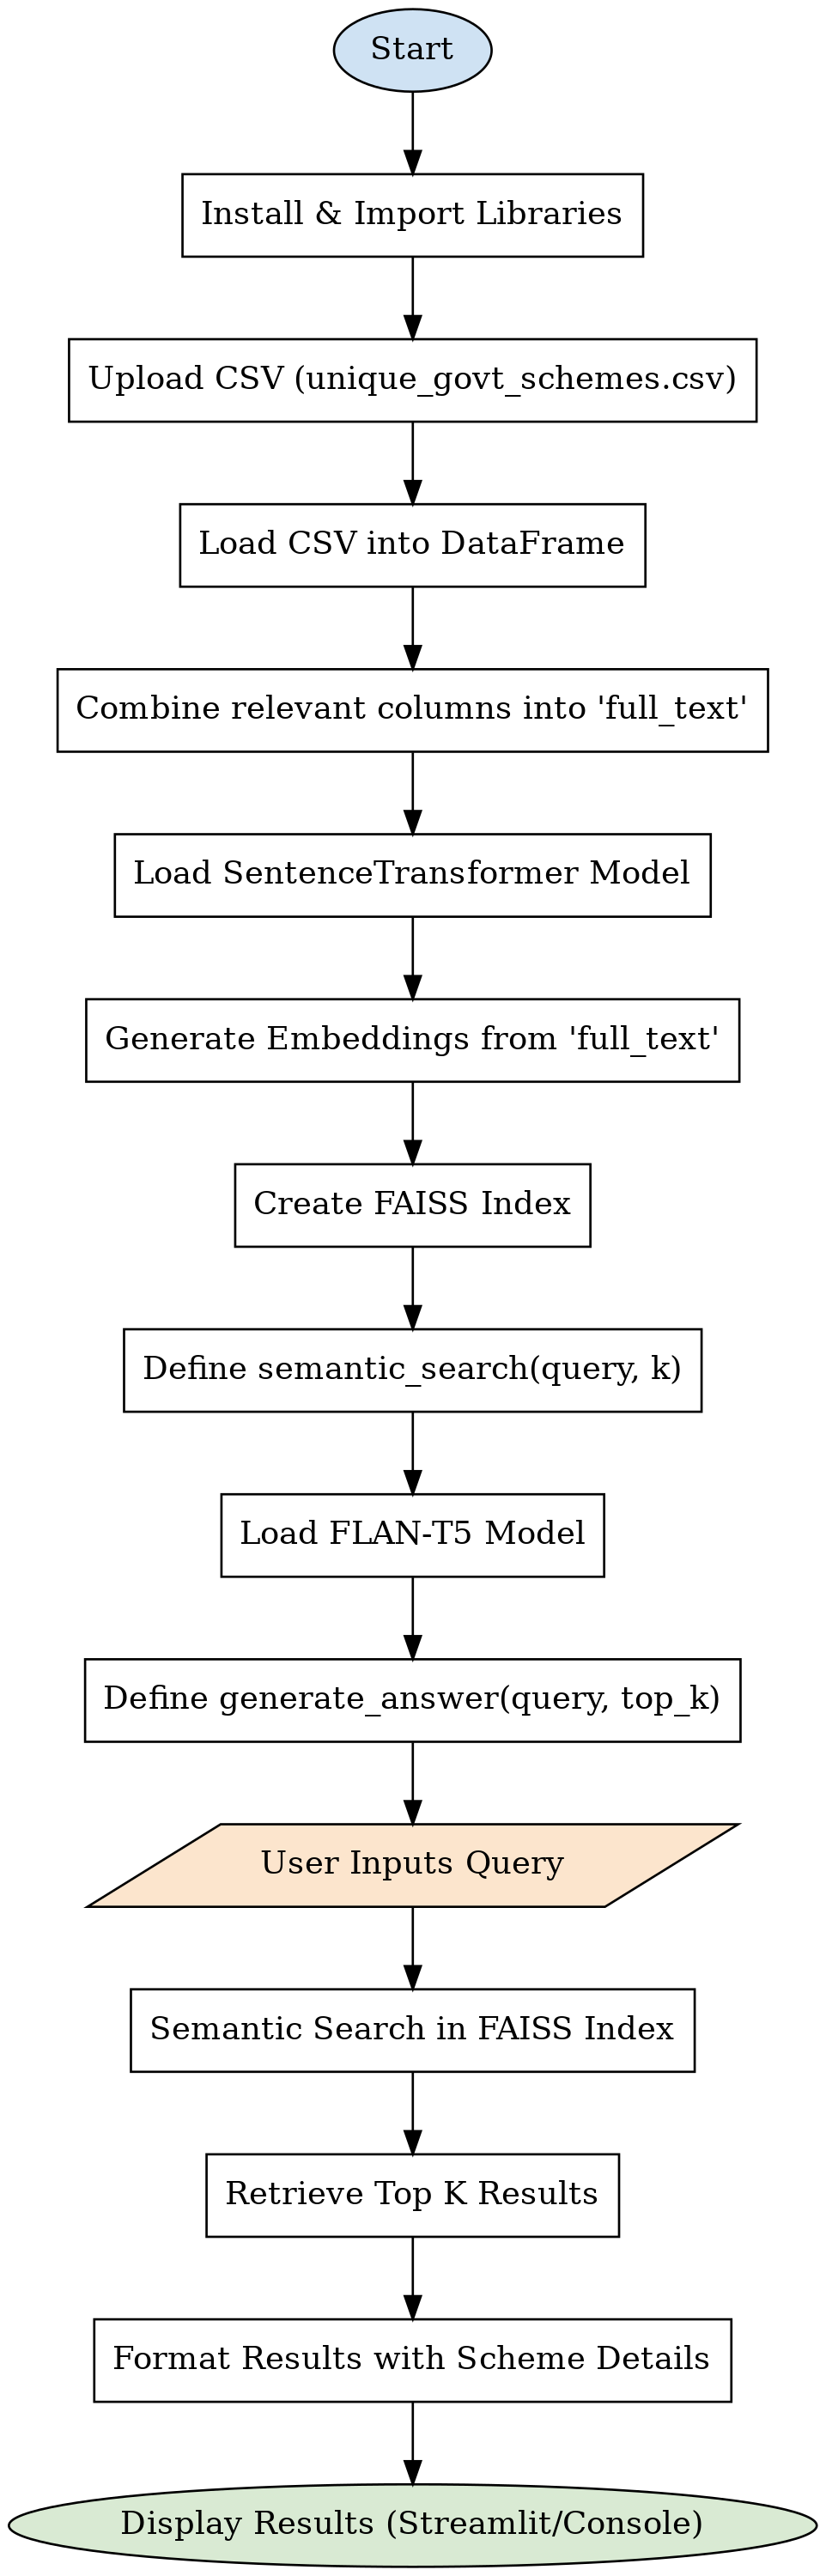 Start
Install & Import Libraries
Upload CSV (unique_govt_schemes.csv)
Load CSV into DataFrame
Combine relevant columns into 'full_text'
Load SentenceTransformer Model
Generate Embeddings from 'full_text'
Create FAISS Index
Define semantic_search(query, k)
Load FLAN-T5 Model
Define generate_answer(query, top_k)
User Inputs Query
Semantic Search in FAISS Index
Retrieve Top K Results
Format Results with Scheme Details
Display Results (Streamlit/Console)